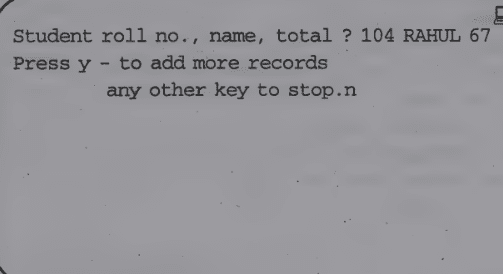 Student roll no., name, total ? 104 RAHUL 67
Press y - to add more records
any other key to stop.n